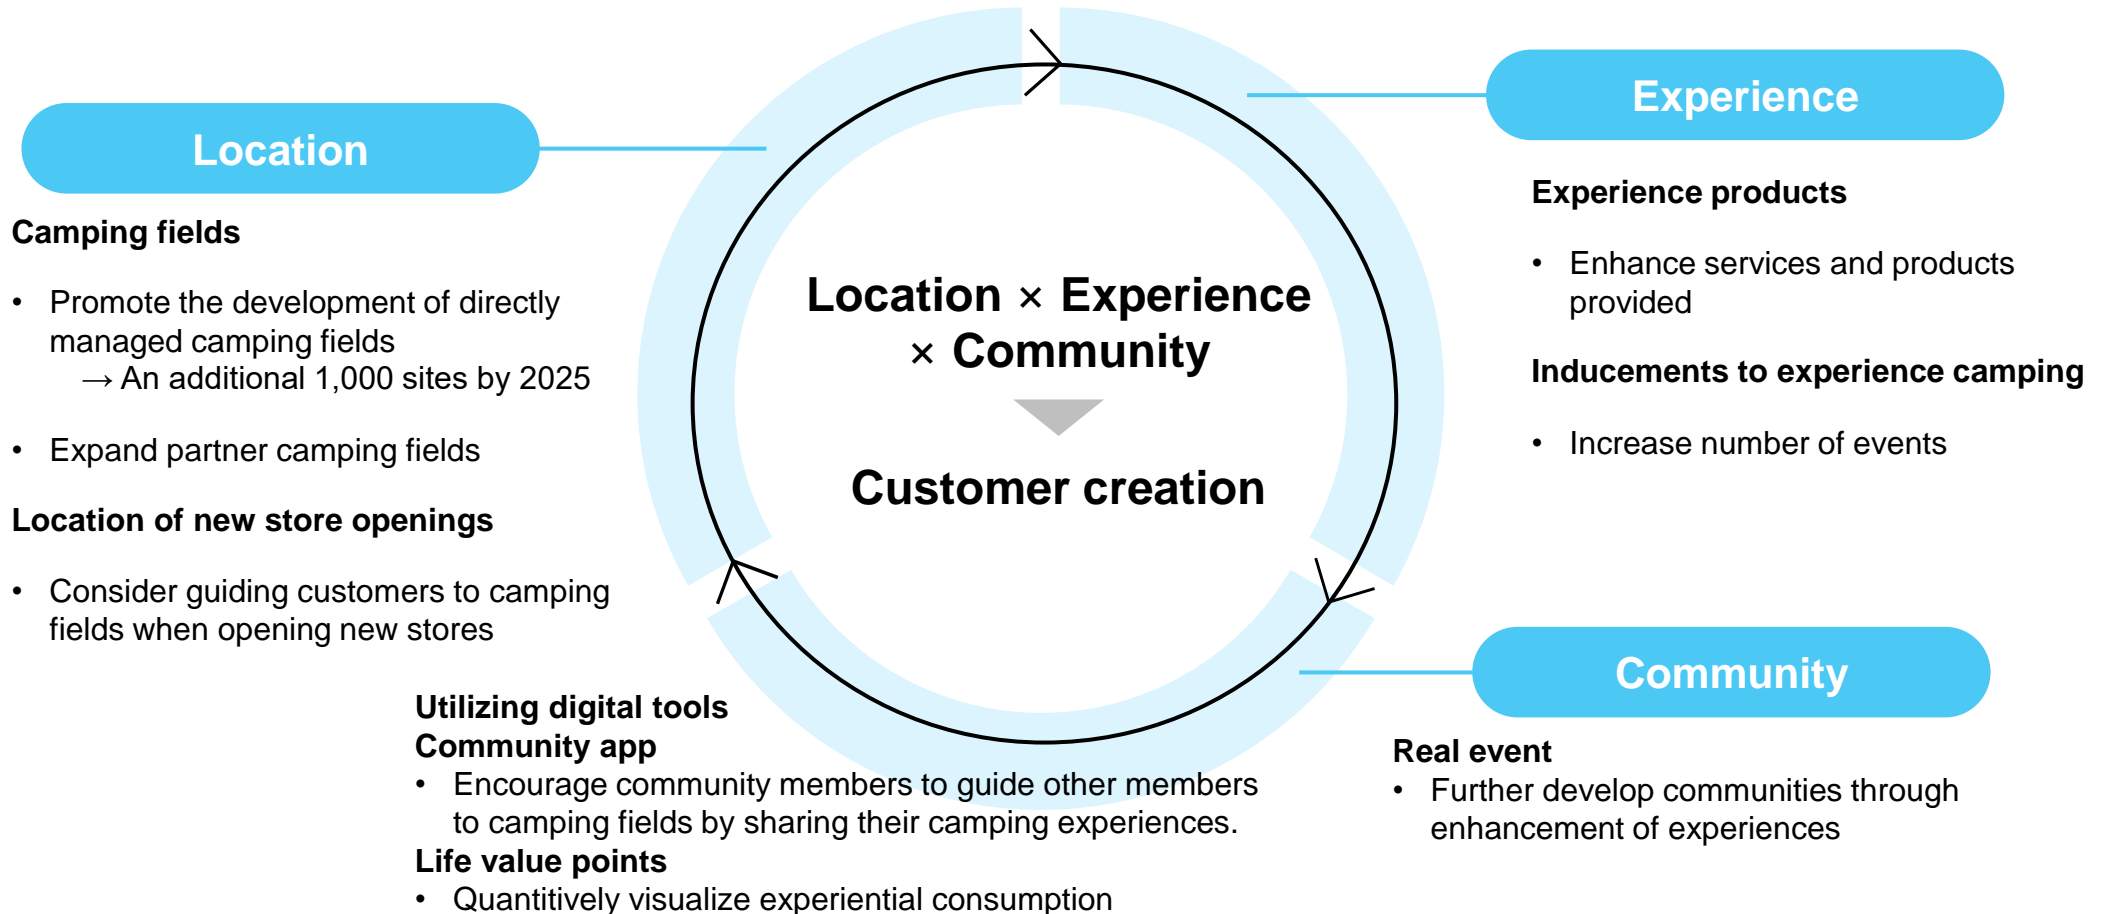 Location
Camping fields
• Promote the development of directly
managed camping fields
→ An additional 1,000 sites by 2025
• Expand partner camping fields
Location of new store openings
• Consider guiding customers to camping
fields when opening new stores
Location × Experience
× Community
Customer creation
Experience
Experience products
• Enhance services and products
provided
Inducements to experience camping
• Increase number of events
Community
Real event
• Further develop communities through
enhancement of experiences
Utilizing digital tools
Community app
• Encourage community members to guide other members
to camping fields by sharing their camping experiences.
Life value points
• Quantitively visualize experiential consumption